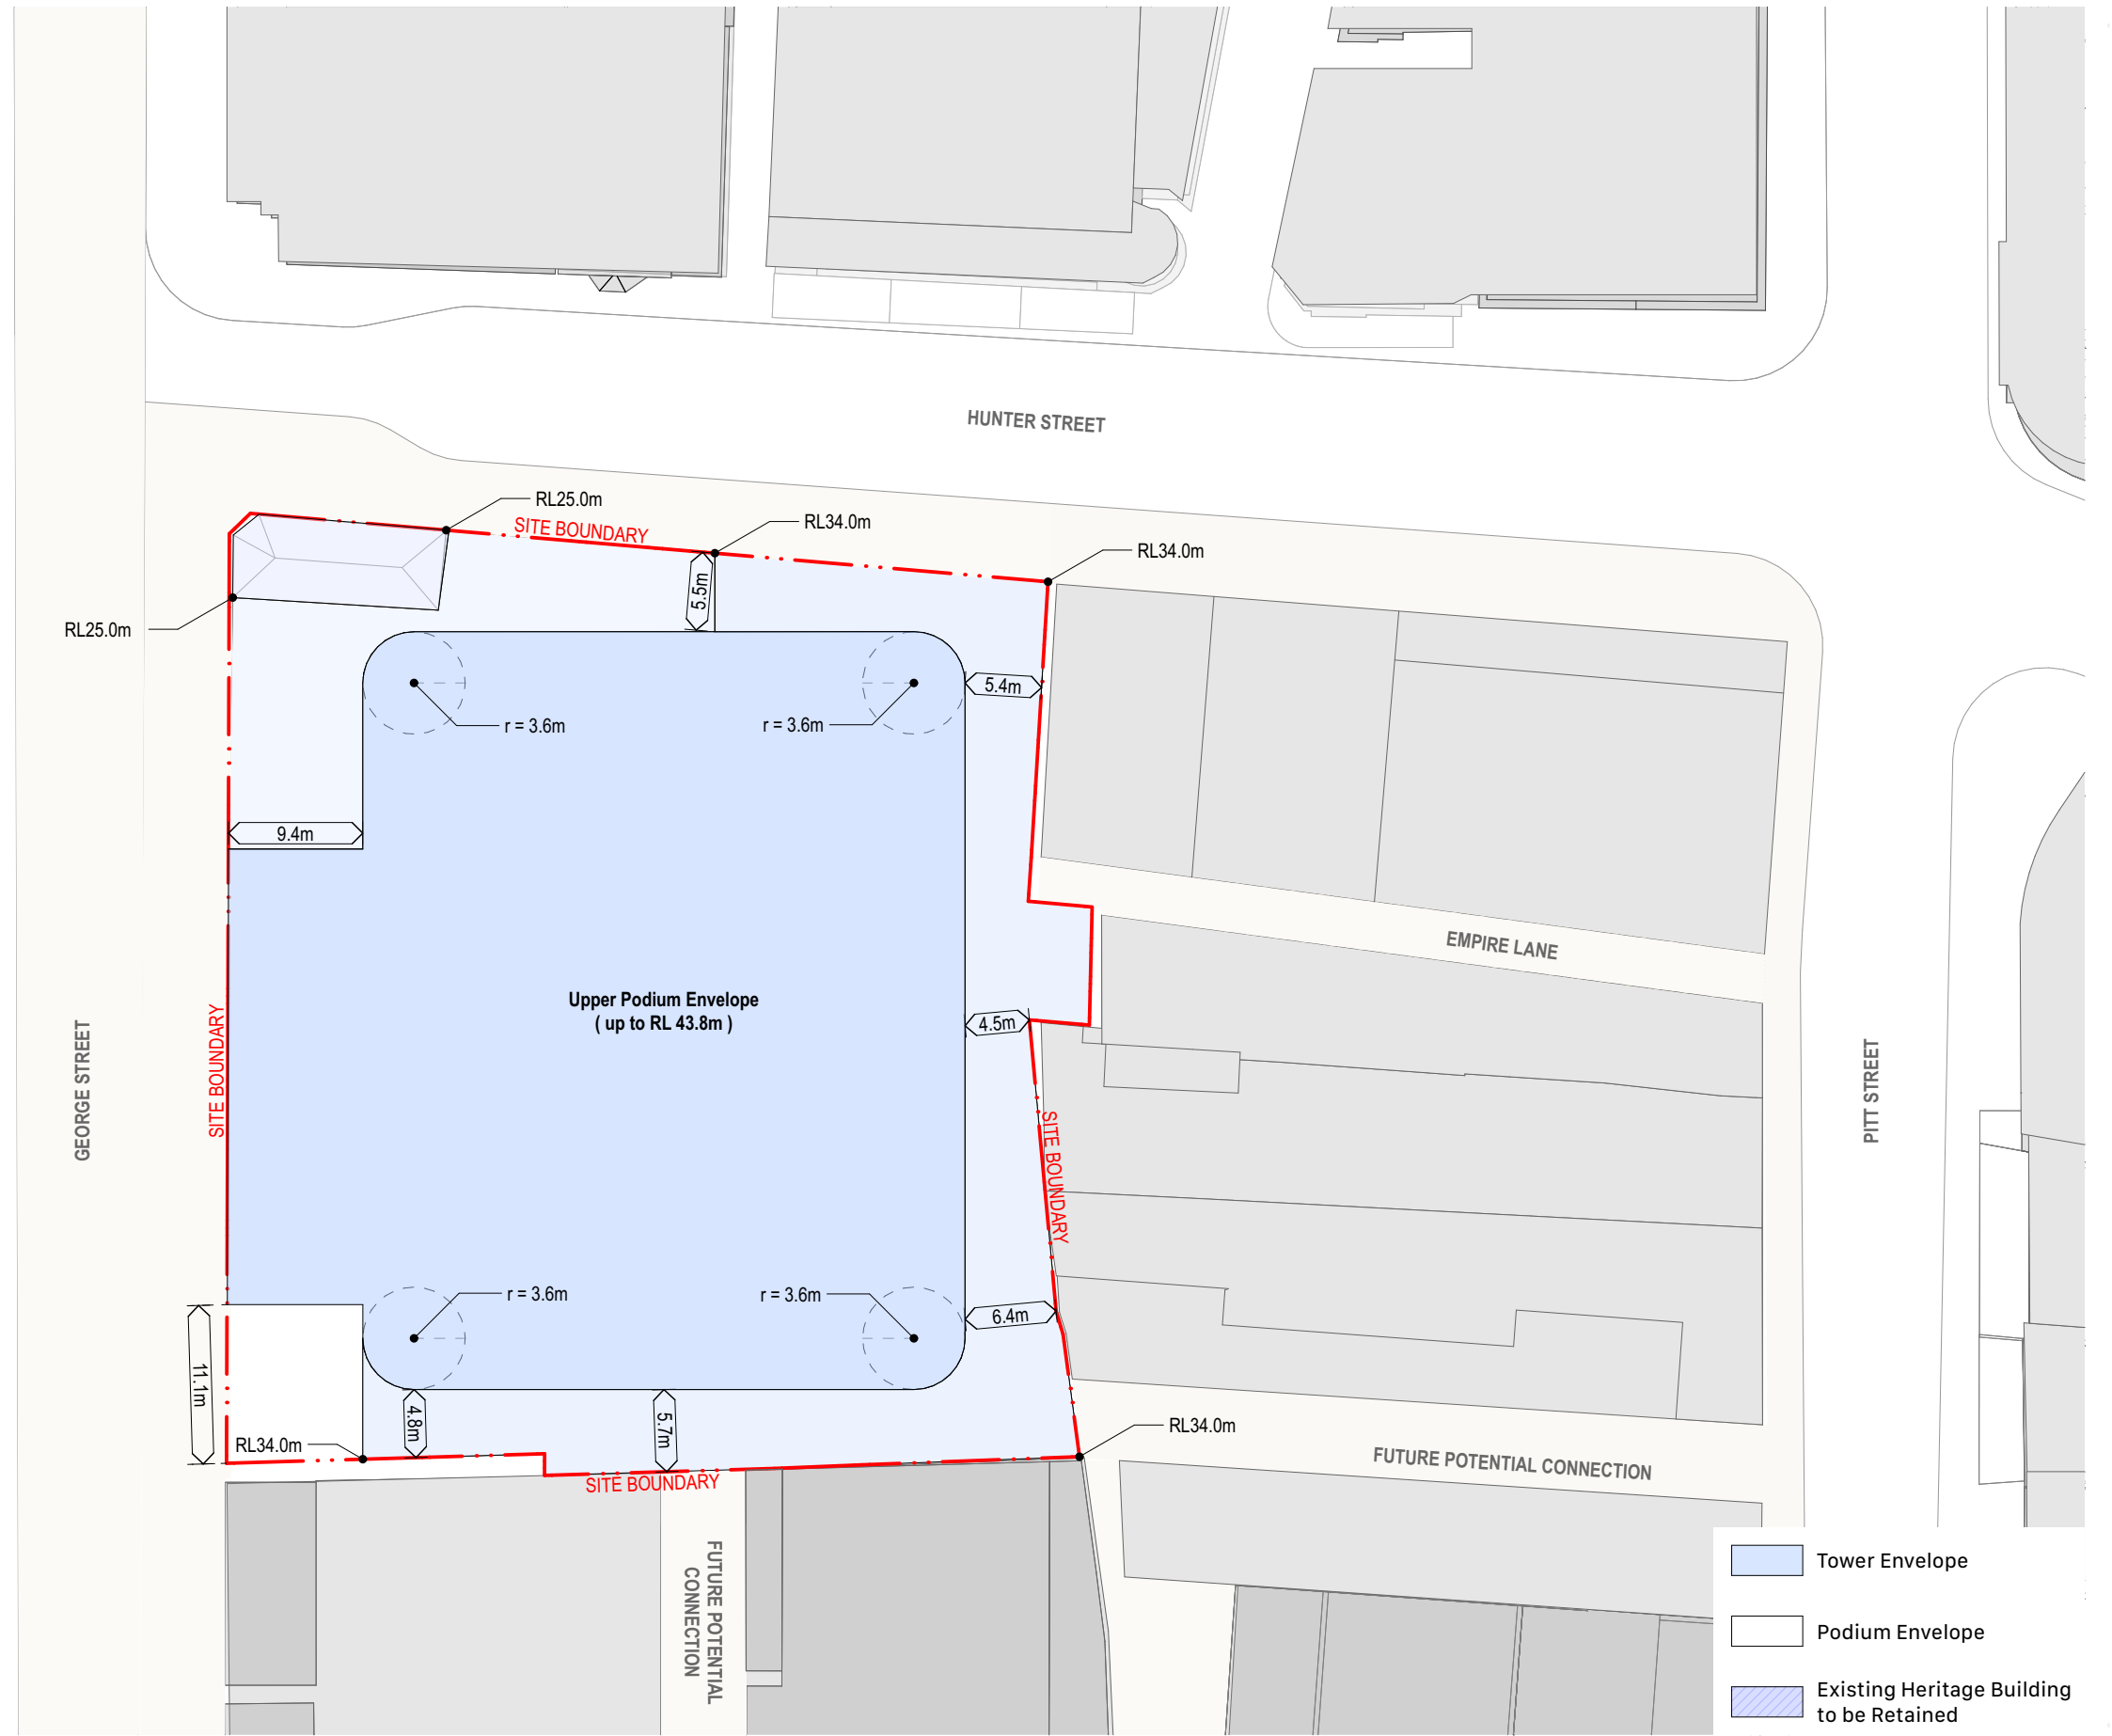 HUNTER STREET
RL25.0m
SITE BOUNDARY
RL34.0m
RL34.0m
5.5m
RL25.0m
5.4m
r = 3.6m
r = 3.6m
9.4m
EMPIRE LANE
Upper Podium Envelope
( up to RL 43.8m )
4.5m
SITE BOUNDARY
GEORGE STREET
PITT STREET
SITE BOUNDARY
r = 3.6m
r = 3.6m
6.4m
11.1m
4.8m
5.7m
RL34.0m
RL34.0m
FUTURE POTENTIAL CONNECTION
SITE BOUNDARY
FUTURE POTENTIAL
CONNECTION
Tower Envelope
Podium Envelope
Existing Heritage Building
to be Retained